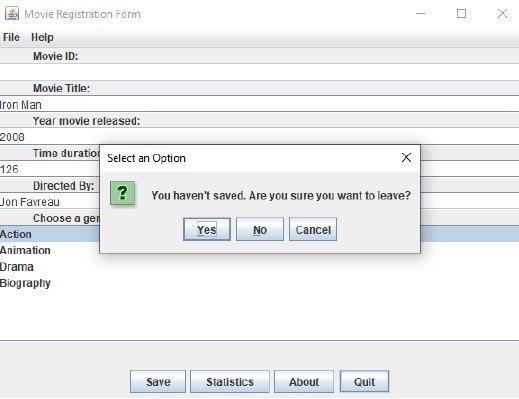 Movie Registration Form
File Help
Movie ID:
Movie Title:
Iron Man
Year movie released:
2008
Time duration
126
Directed By:
Jon Favreau
Choose a gen
Select an Option
?
You haven't saved. Are you sure you want to leave?
Yes No Cancel
Action
Animation
Drama
Biography
Save Statistics About Quit